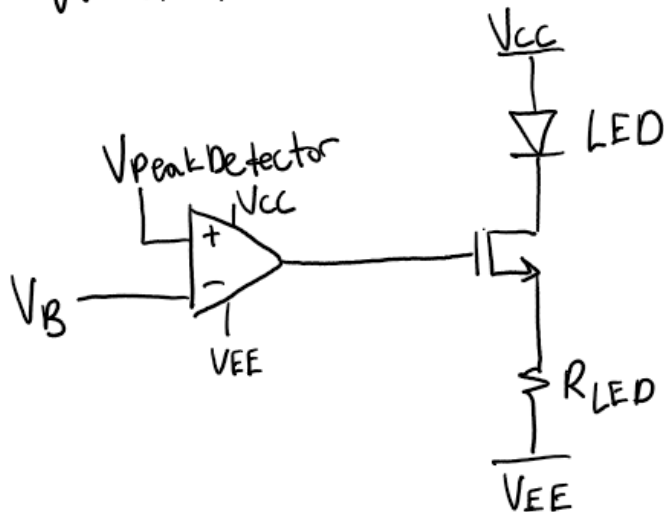 VCC
LED
VpeakDetector
VCC
+
VB
-
VEE
RLED
VEE